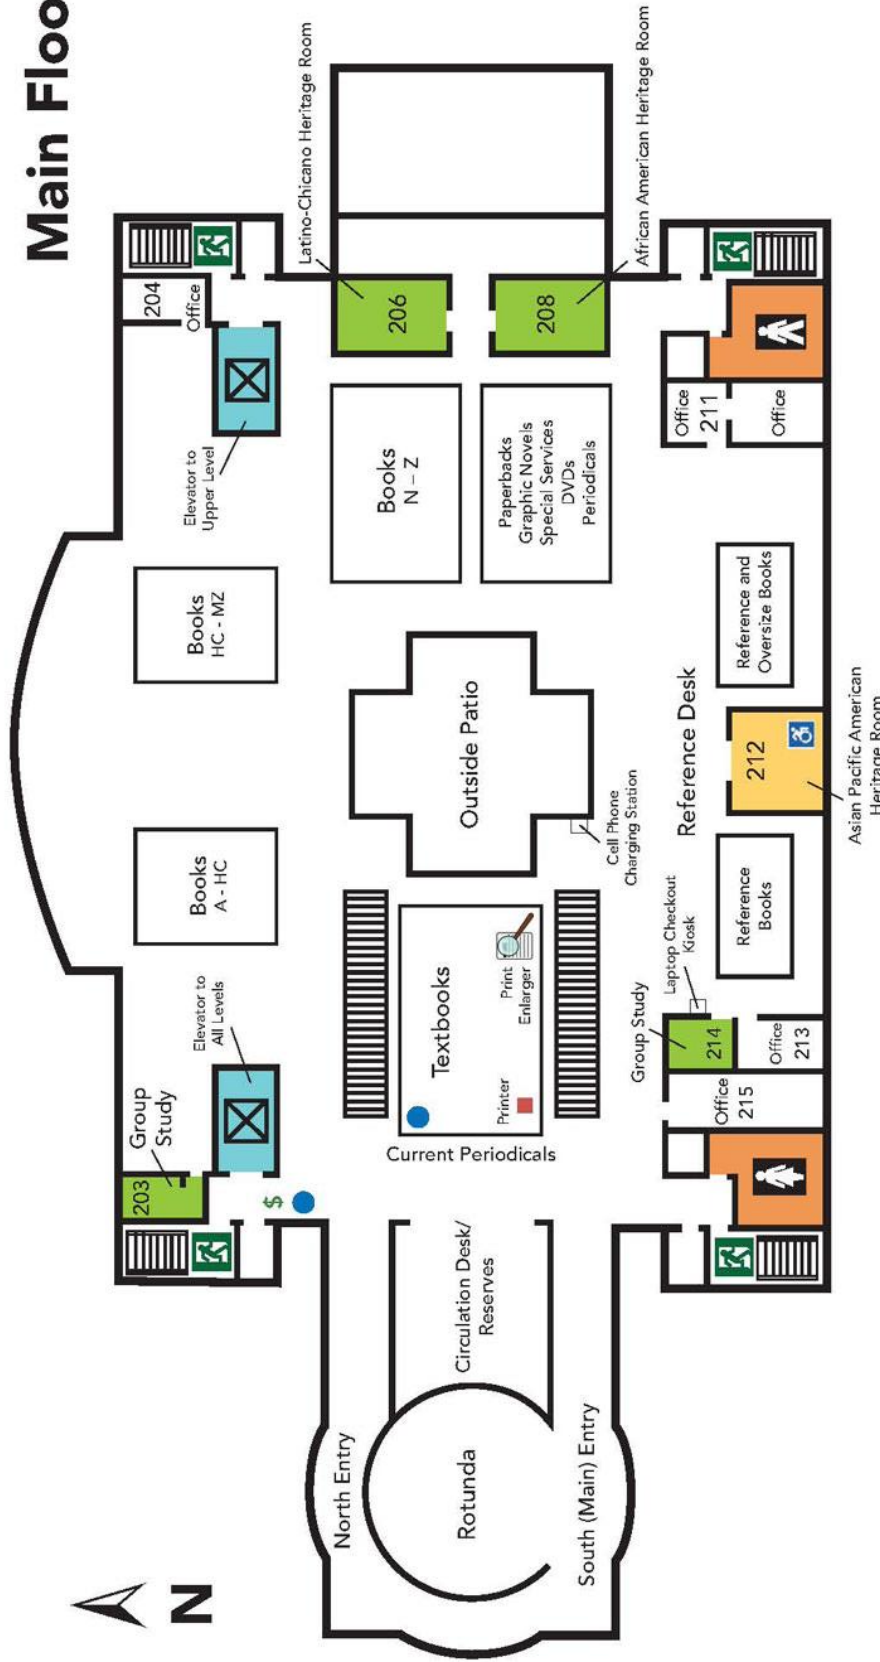 Main Floo
N
203
Group
Study
Elevator to
All Levels
Books
A - HC
Books
HC - MZ
Elevator to
Upper Level
204
Office
$
North Entry
Rotunda
South (Main) Entry
Circulation Desk/
Reserves
Current Periodicals
Textbooks
Printer
Print
Enlarger
Outside Patio
Cell Phone
Charging Station
Books
N – Z
Paperbacks
Graphic Novels
Special Services
DVDs
Periodicals
Latino-Chicano Heritage Room
206
208
African American Heritage Room
Group Study
Laptop Checkout
Kiosk
214
Office
213
Office
215
Reference Desk
Reference
Books
212
Asian Pacific American
Heritage Room
Reference and
Oversize Books
Office
211
Office